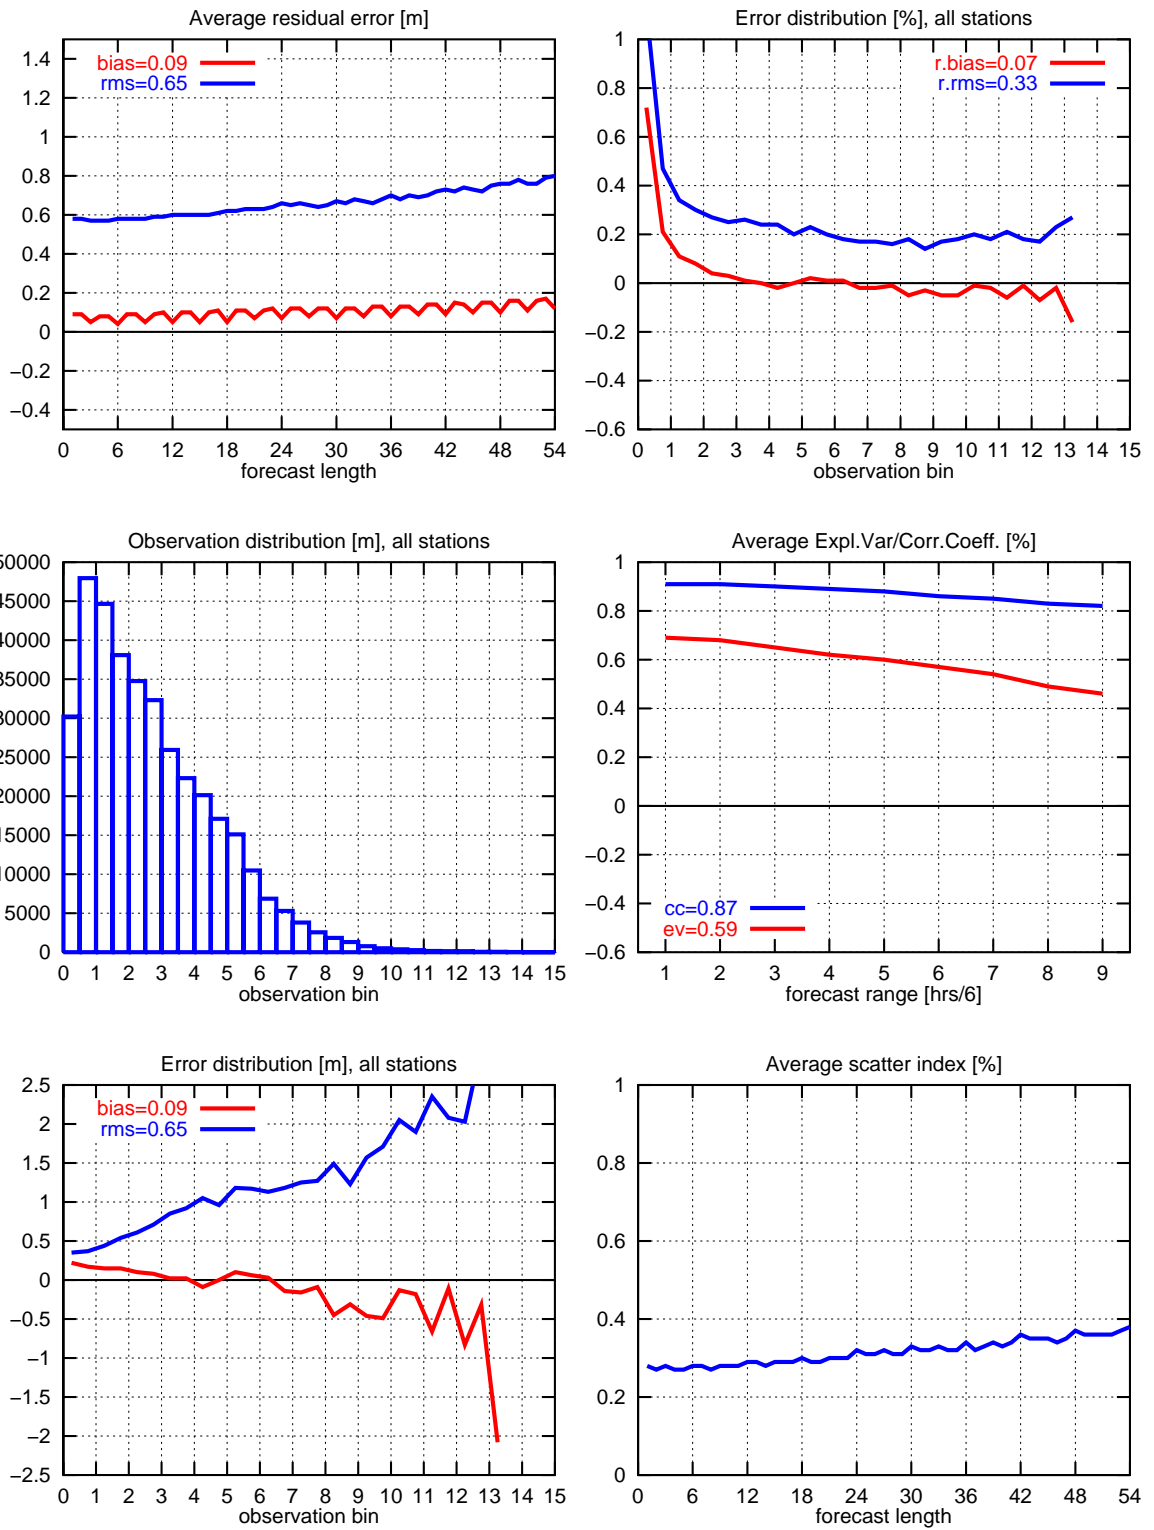 Average residual error [m]
1.4
1.2
1
0.8
0.6
0.4
0.2
0
−0.2
−0.4
bias=0.09
rms=0.65
0 6 12 18 24 30 36 42 48 54
forecast length
Error distribution [%], all stations
1
0.8
0.6
0.4
0.2
0
−0.2
−0.4
−0.6
r.bias=0.07
r.rms=0.33
0 1 2 3 4 5 6 7 8 9 10 11 12 13 14 15
observation bin
Observation distribution [m], all stations
50000
45000
40000
35000
30000
25000
20000
15000
10000
5000
0
0 1 2 3 4 5 6 7 8 9 10 11 12 13 14 15
observation bin
Average Expl.Var/Corr.Coeff. [%]
1
0.8
0.6
0.4
0.2
0
−0.2
−0.4
−0.6
cc=0.87
ev=0.59
1 2 3 4 5 6 7 8 9
forecast range [hrs/6]
Error distribution [m], all stations
2.5
2
1.5
1
0.5
0
−0.5
−1
−1.5
−2
−2.5
bias=0.09
rms=0.65
0 1 2 3 4 5 6 7 8 9 10 11 12 13 14 15
observation bin
Average scatter index [%]
1
0.8
0.6
0.4
0.2
0
0 6 12 18 24 30 36 42 48 54
forecast length